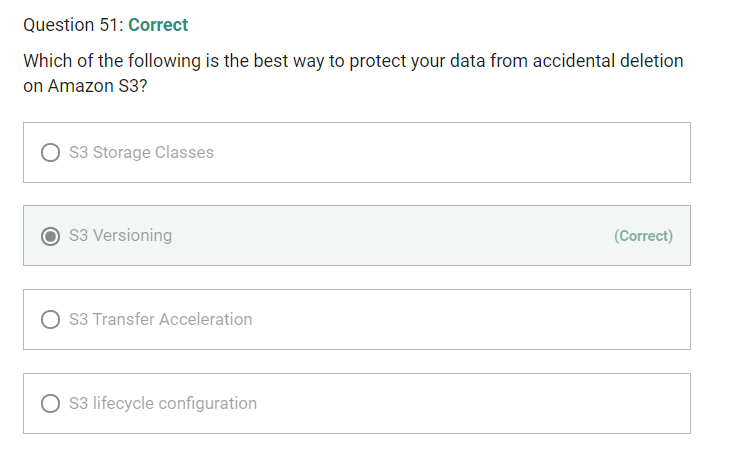 Question 51: Correct
Which of the following is the best way to protect your data from accidental deletion
on Amazon S3?
S3 Storage Classes
S3 Versioning (Correct)
S3 Transfer Acceleration
S3 lifecycle configuration